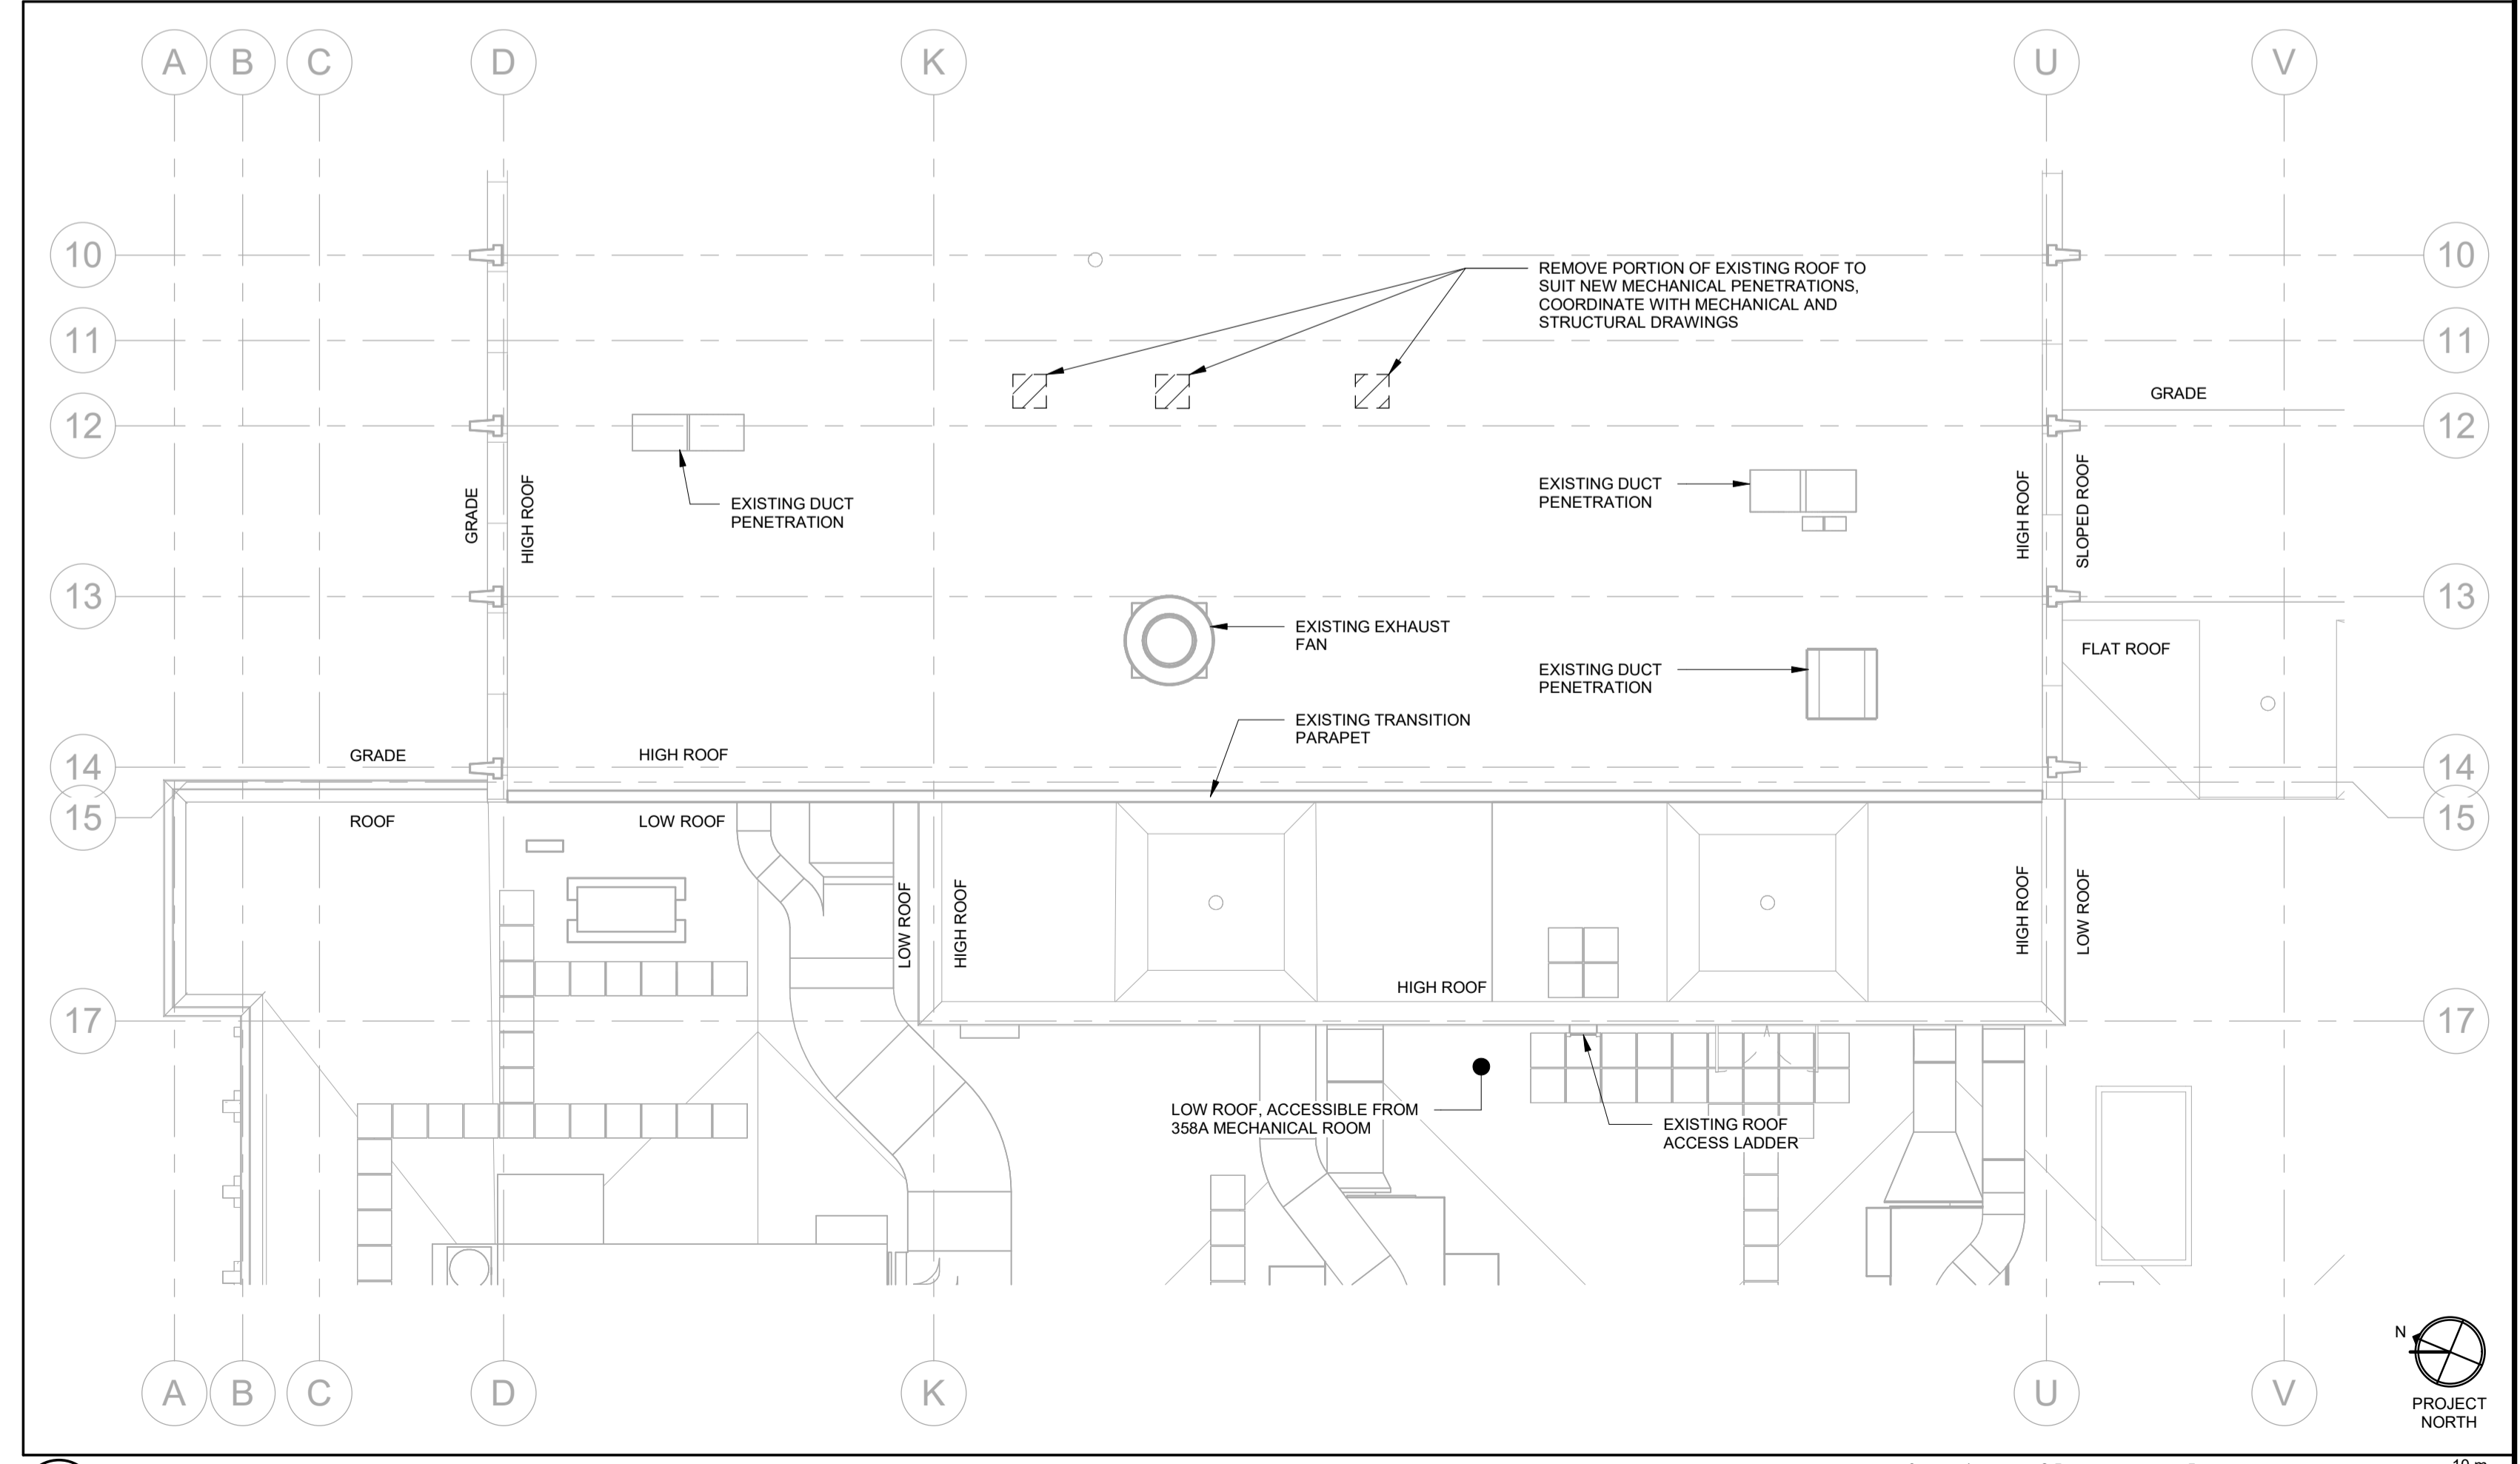 A B C D K U V
10 10
REMOVE PORTION OF EXISTING ROOF TO
SUIT NEW MECHANICAL PENETRATIONS,
COORDINATE WITH MECHANICAL AND
STRUCTURAL DRAWINGS
11 11
GRADE
12 12
GRADE
HIGH ROOF
EXISTING DUCT
PENETRATION
EXISTING DUCT
PENETRATION
HIGH ROOF
SLOPED ROOF
13 13
EXISTING EXHAUST
FAN
FLAT ROOF
EXISTING DUCT
PENETRATION
EXISTING TRANSITION
PARAPET
GRADE
HIGH ROOF
14 14
15 15
ROOF
LOW ROOF
LOW ROOF
HIGH ROOF
HIGH ROOF
LOW ROOF
HIGH ROOF
17 17
LOW ROOF, ACCESSIBLE FROM
358A MECHANICAL ROOM
EXISTING ROOF
ACCESS LADDER
N
A B C D K U V
PROJECT
NORTH